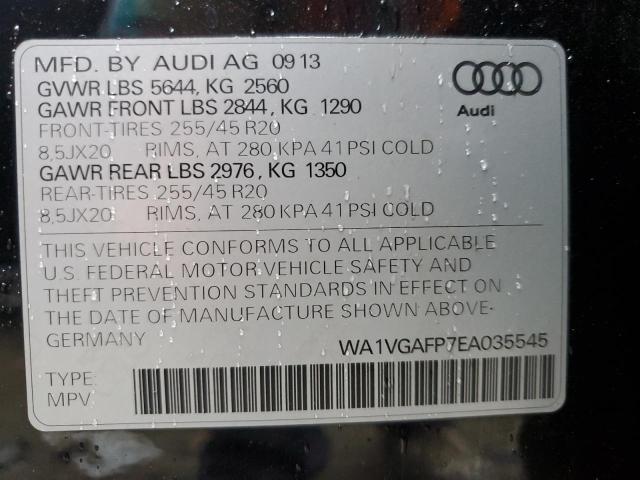 MFD. BY AUDI AG 0913
GVWR LBS 5644, KG 2560
GAWR FRONT LBS 2844, KG 1290
FRONT-TIRES 255/45 R20
8,5JX20 RIMS, AT 280 KPA 41 PSI COLD
GAWR REAR LBS 2976, KG 1350
REAR-TIRES 255/45 R20
8,5JX20 RIMS, AT 280 KPA 41 PSI COLD
Audi
THIS VEHICLE CONFORMS TO ALL APPLICABLE
U.S. FEDERAL MOTOR VEHICLE SAFETY AND
THEFT PREVENTION STANDARDS IN EFFECT ON
THE DATE OF MANUFACTURE SHOWN ABOVE-
GERMANY
WA1VGAFP7EA035545
TYPE:
MPV